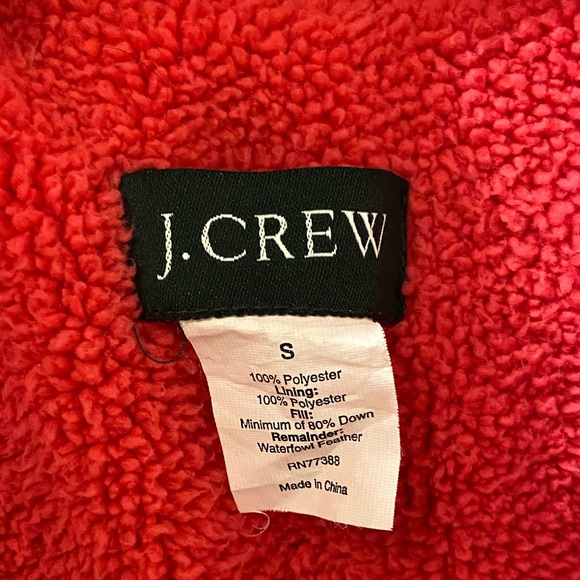 J.CREW
S
100% Polyester
Lining:
100% Polyester
Fill:
Minimum of 80% Down
Remainder:
Waterfowl Feather
RN77388
Made in China